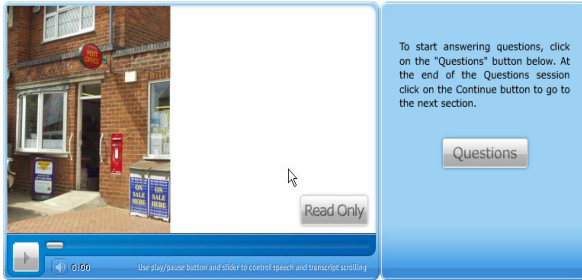 POST
OFFICE
ON
SALE
HERE
ON
SALE
HERE
Read Only
0:00
Use play/pause button and slider to control speech and transcript scrolling
To start answering questions, click
on the "Questions" button below. At
the end of the Questions session
click on the Continue button to go to
the next section.
Questions